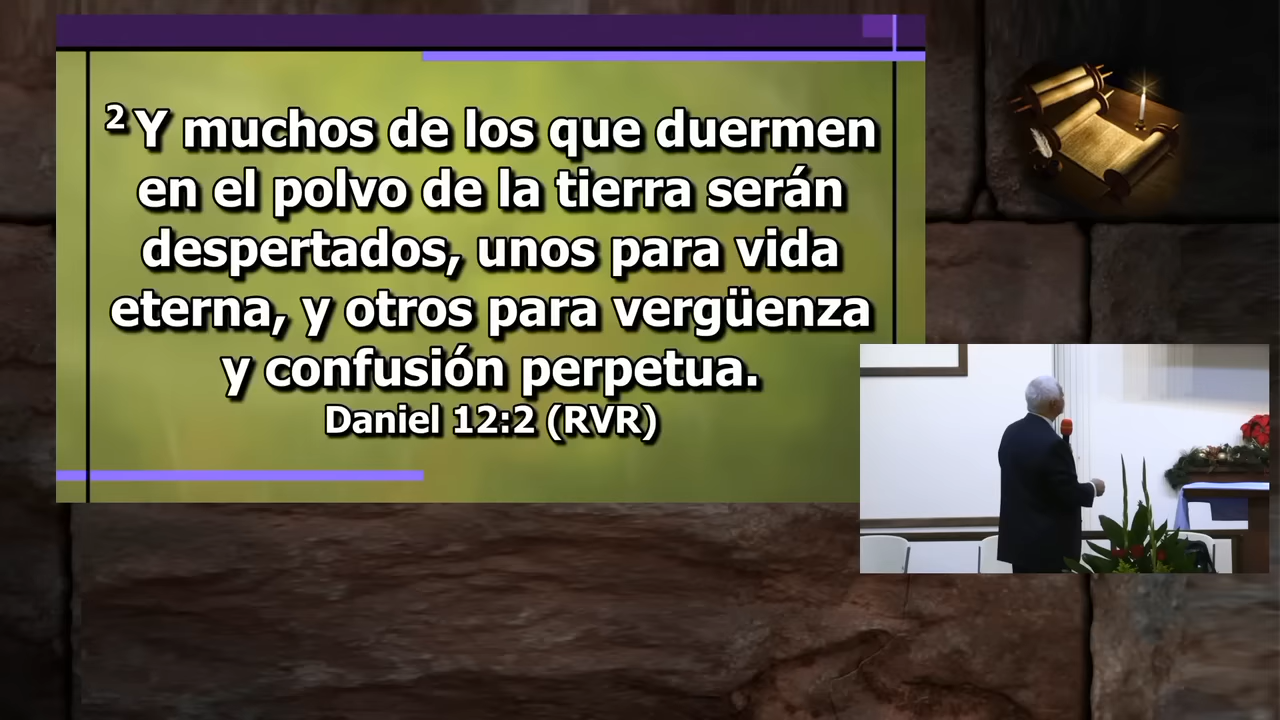 2 Y muchos de los que duermen
en el polvo de la tierra serán
despertados, unos para vida
eterna, y otros para vergüenza
y confusión perpetua.
Daniel 12:2 (RVR)